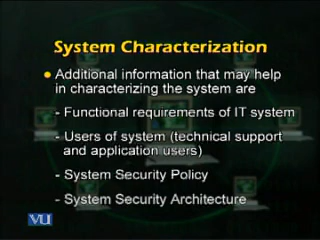 System Characterization
● Additional information that may help
in characterizing the system are
- Functional requirements of IT system
- Users of system (technical support
and application users)
- System Security Policy
- System Security Architecture
VU